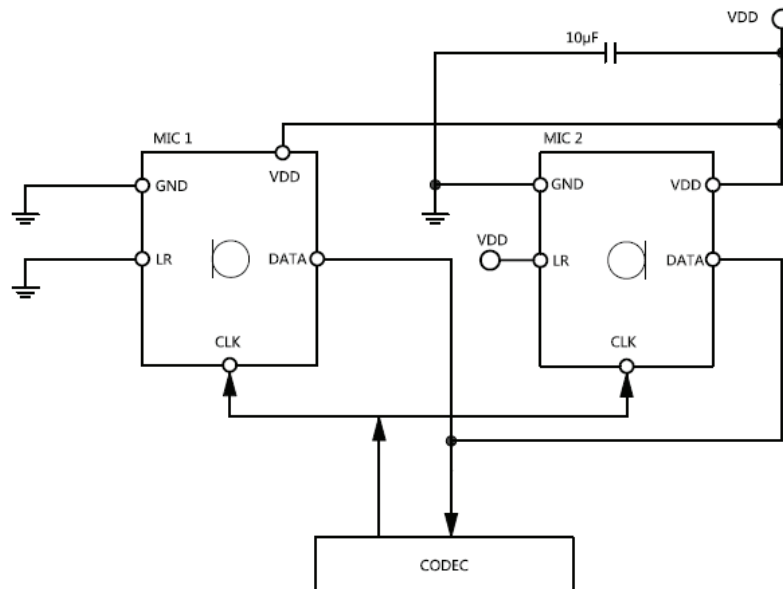 VDD
10µF
MIC 1
MIC 2
VDD
GND
GND
VDD
VDD
LR
DATA
LR
DATA
CLK
CLK
CODEC